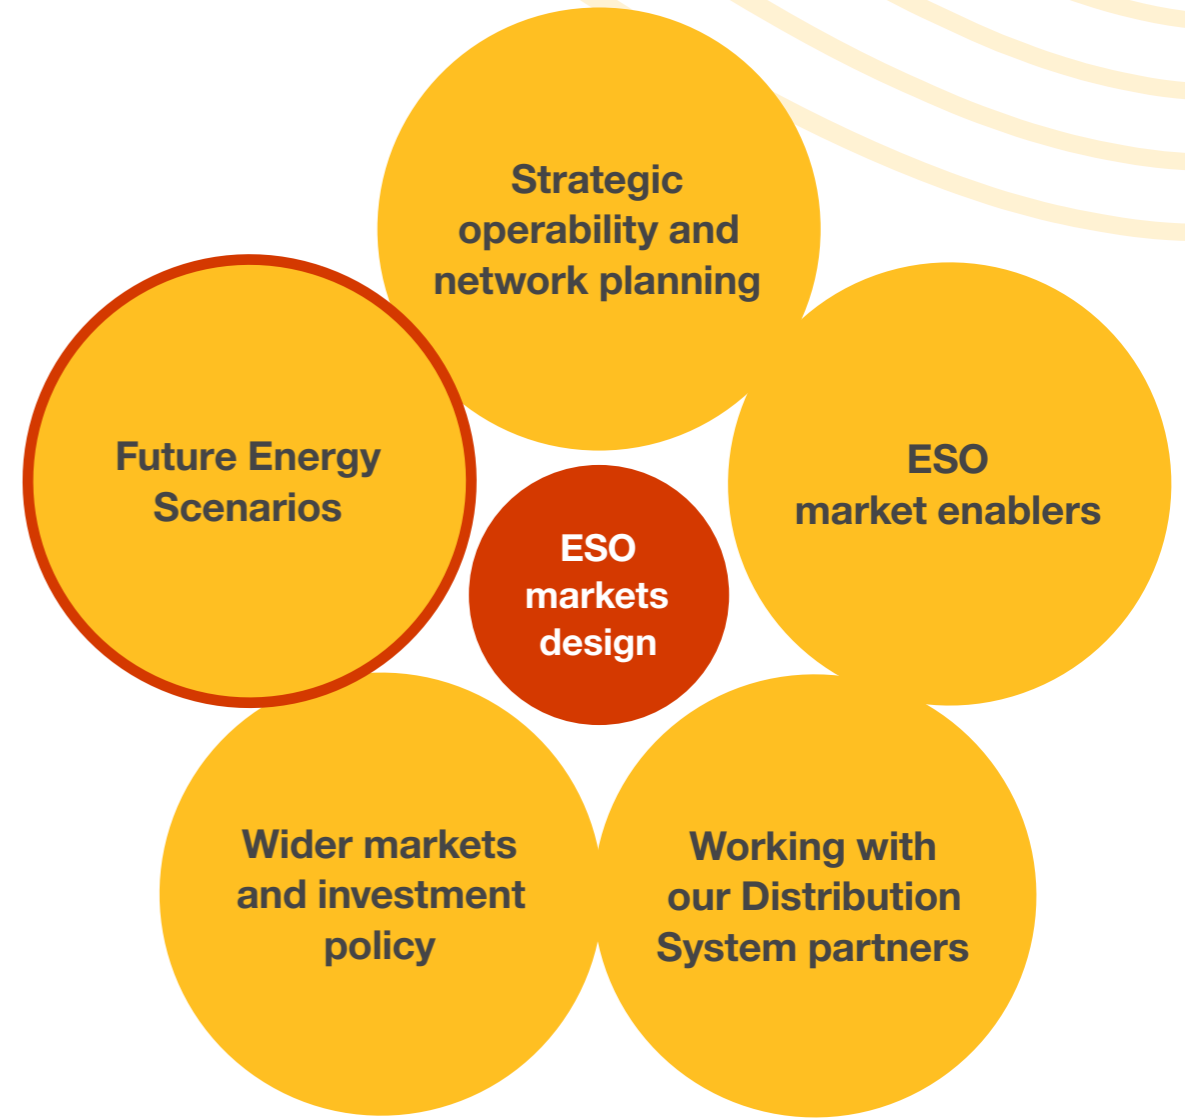 Strategic
operability and
network planning
Future Energy
Scenarios
ESO
market enablers
ESO
markets
design
Wider markets
and investment
policy
Working with
our Distribution
System partners